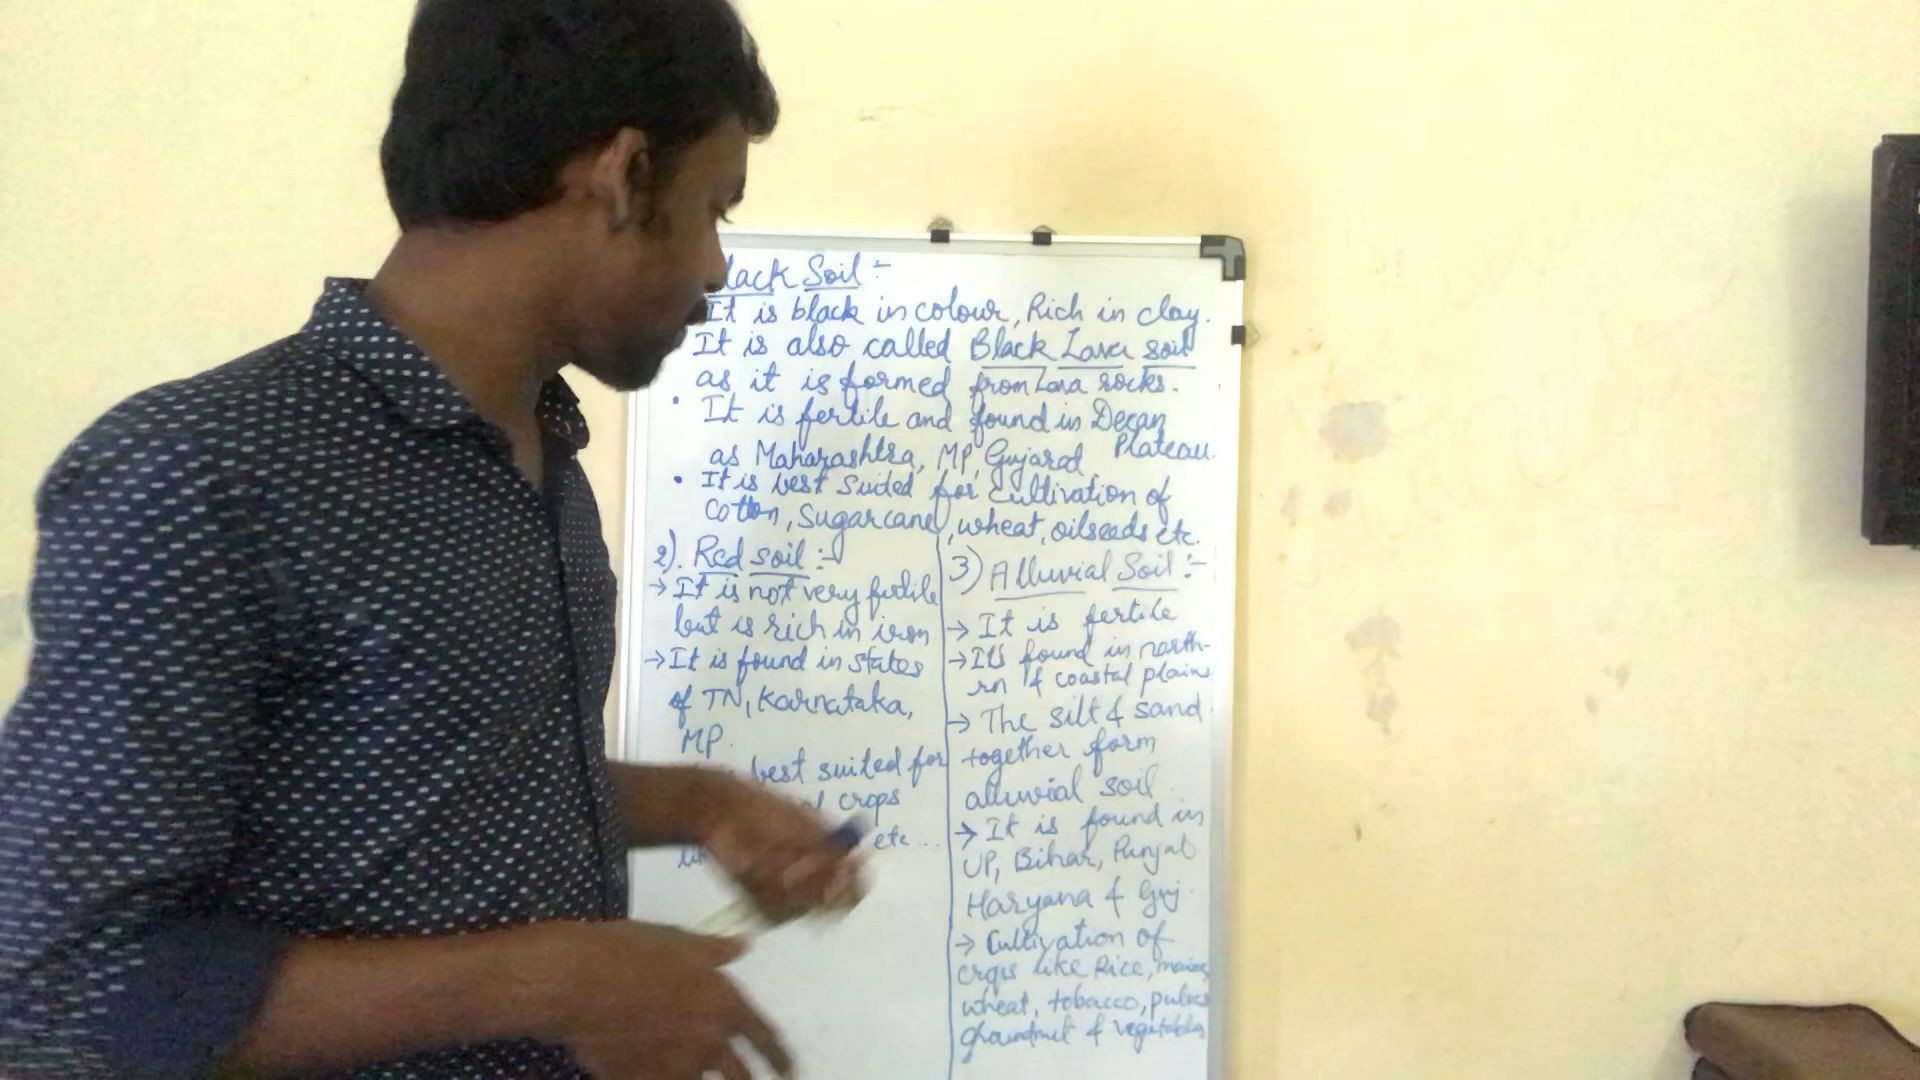 lack Soil :-
It is black in colour, Rich in clay.
It is also called Black Lava soil
as it is formed from Lava rocks.
• It is fertile and found in Decan
Plateau.
as Maharashtra, MP, Gujarat
• It is best suited for cultivation of
cotton, sugarcane, wheat, oilseeds etc.
2). Red soil :-
→ It is not very fertile
but is rich in iron
→ It is found in states
of TN, Karnataka,
MP.
best suited for
crops
etc...
3) Alluvial Soil :-
→ It is fertile
→ It's found in north-
rn & coastal plains
→ The silt & sand
together form
alluvial soil.
→ It is found in
UP, Bihar, Punjab
Haryana & Guj.
→ Cultivation of
crops like Rice,
wheat, tobacco, pulses
groundnut & vegetables